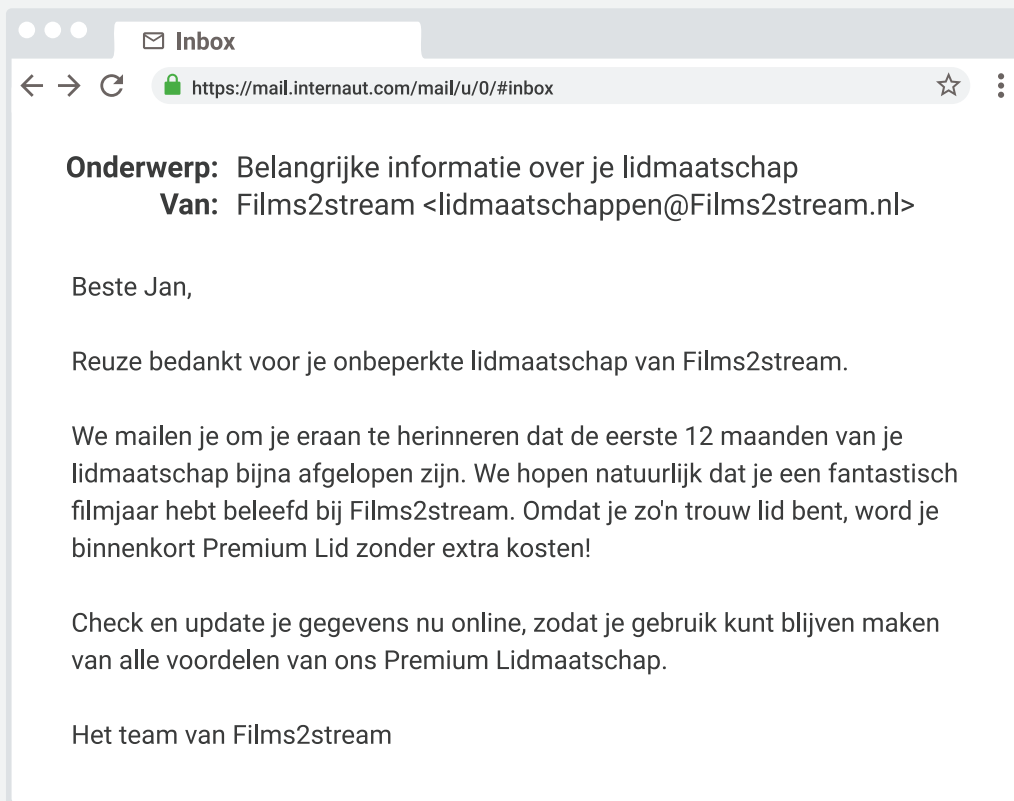 Inbox
https://mail.internaut.com/mail/u/0/#inbox
Onderwerp: Belangrijke informatie over je lidmaatschap
Van: Films2stream <lidmaatschappen@Films2stream.nl>
Beste Jan,
Reuze bedankt voor je onbeperkte lidmaatschap van Films2stream.
We mailen je om je eraan te herinneren dat de eerste 12 maanden van je
lidmaatschap bijna afgelopen zijn. We hopen natuurlijk dat je een fantastisch
filmjaar hebt beleefd bij Films2stream. Omdat je zo'n trouw lid bent, word je
binnenkort Premium Lid zonder extra kosten!
Check en update je gegevens nu online, zodat je gebruik kunt blijven maken
van alle voordelen van ons Premium Lidmaatschap.
Het team van Films2stream